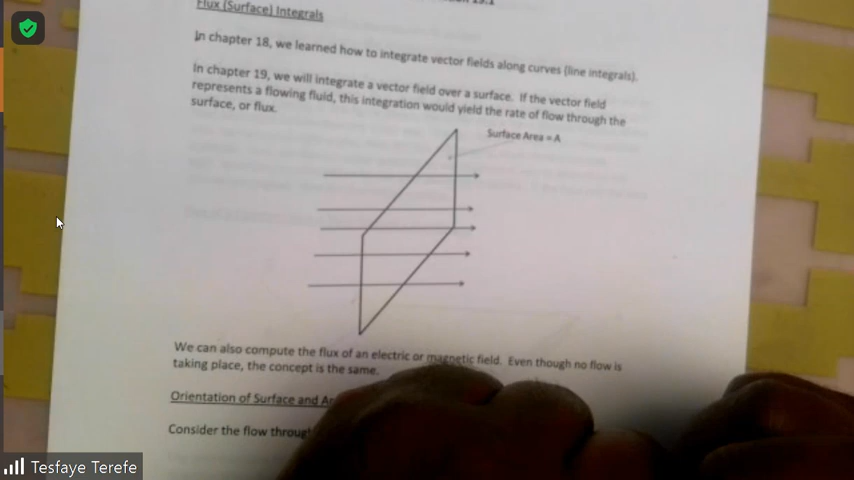 Flux (Surface) Integrals
In chapter 18, we learned how to integrate vector fields along curves (line integrals).
In chapter 19, we will integrate a vector field over a surface. If the vector field
represents a flowing fluid, this integration would yield the rate of flow through the
surface, or flux.
Surface Area = A
We can also compute the flux of an electric or magnetic field. Even though no flow is
taking place, the concept is the same.
Orientation of Surface and
Consider the flow through
Tesfaye Terefe